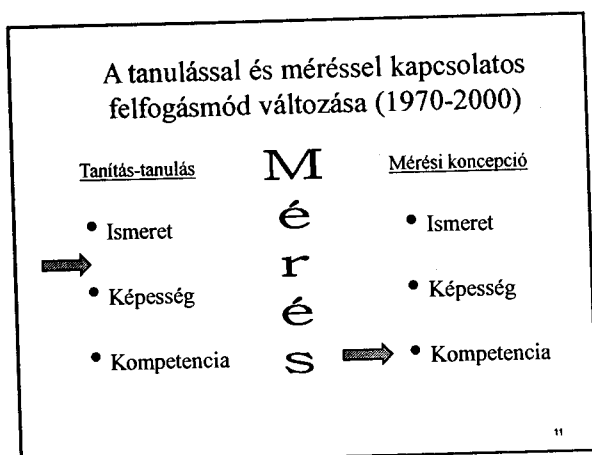 A tanulással és méréssel kapcsolatos
felfogásmód változása (1970-2000)
Tanítás-tanulás
• Ismeret
• Képesség
• Kompetencia
M
é
r
é
s
Mérési koncepció
• Ismeret
• Képesség
• Kompetencia
11